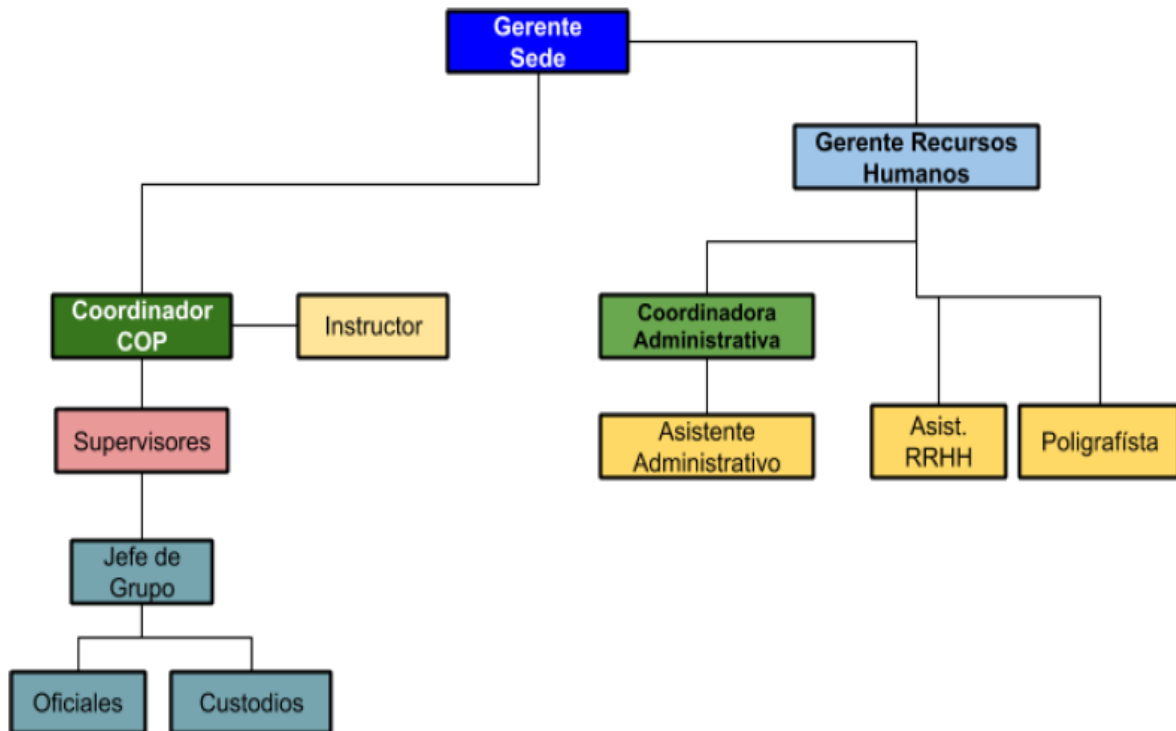 Gerente
Sede
Gerente Recursos
Humanos
Coordinador
COP
Instructor
Coordinadora
Administrativa
Supervisores
Asistente
Administrativo
Asist.
RRHH
Poligrafísta
Jefe de
Grupo
Oficiales
Custodios